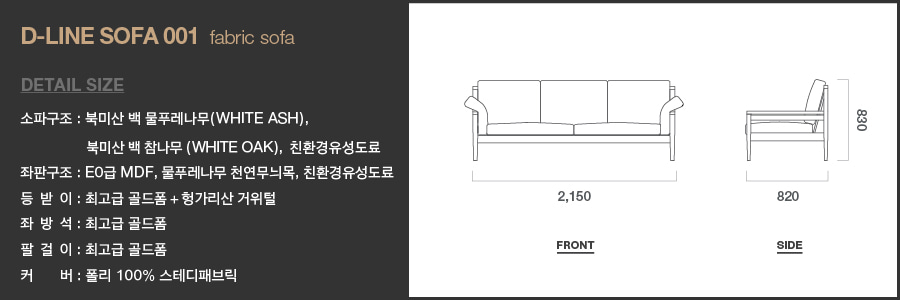 D-LINE SOFA 001 fabric sofa
DETAIL SIZE
소파구조 : 북미산 백 물푸레나무(WHITE ASH),
북미산 백 참나무 (WHITE OAK), 친환경유성도료
좌판구조 : E0급 MDF, 물푸레나무 천연무늬목, 친환경유성도료
등 받 이 : 최고급 골드폼 + 헝가리산 거위털
좌 방 석 : 최고급 골드폼
팔 걸 이 : 최고급 골드폼
커 버 : 폴리 100% 스테디패브릭
830
2,150
820
FRONT
SIDE